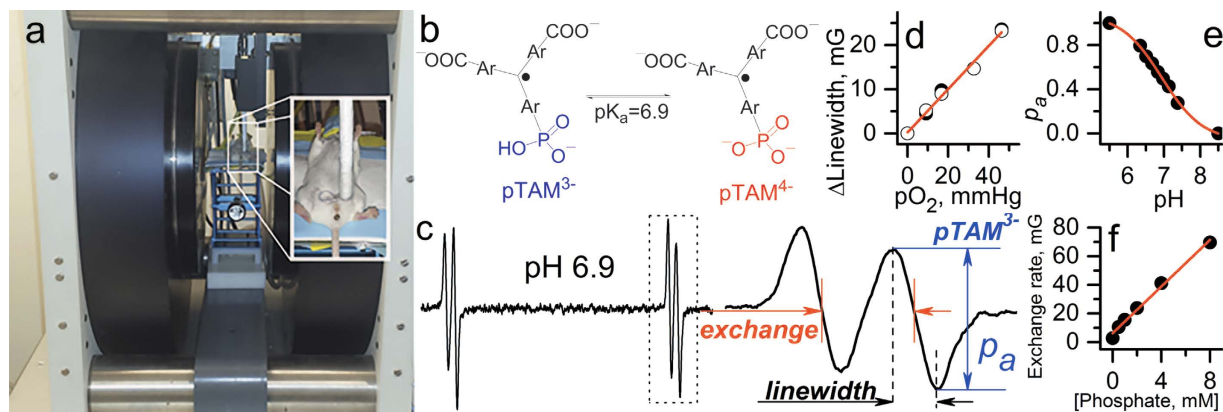 a
b
⁻OOC
COO⁻
Ar
Ar
Ar
HO
P
O
O⁻
pTAM³⁻
pKₐ=6.9
⁻OOC
COO⁻
Ar
Ar
Ar
⁻O
P
O
O⁻
pTAM⁴⁻
c
pH 6.9
exchange
linewidth
pTAM³⁻
pₐ
d
ΔLinewidth, mG
20
10
0
0
20
40
pO₂, mmHg
e
pₐ
0.8
0.4
0.0
6
7
8
pH
f
Exchange rate, mG
80
60
40
20
0
0
4
8
[Phosphate, mM]